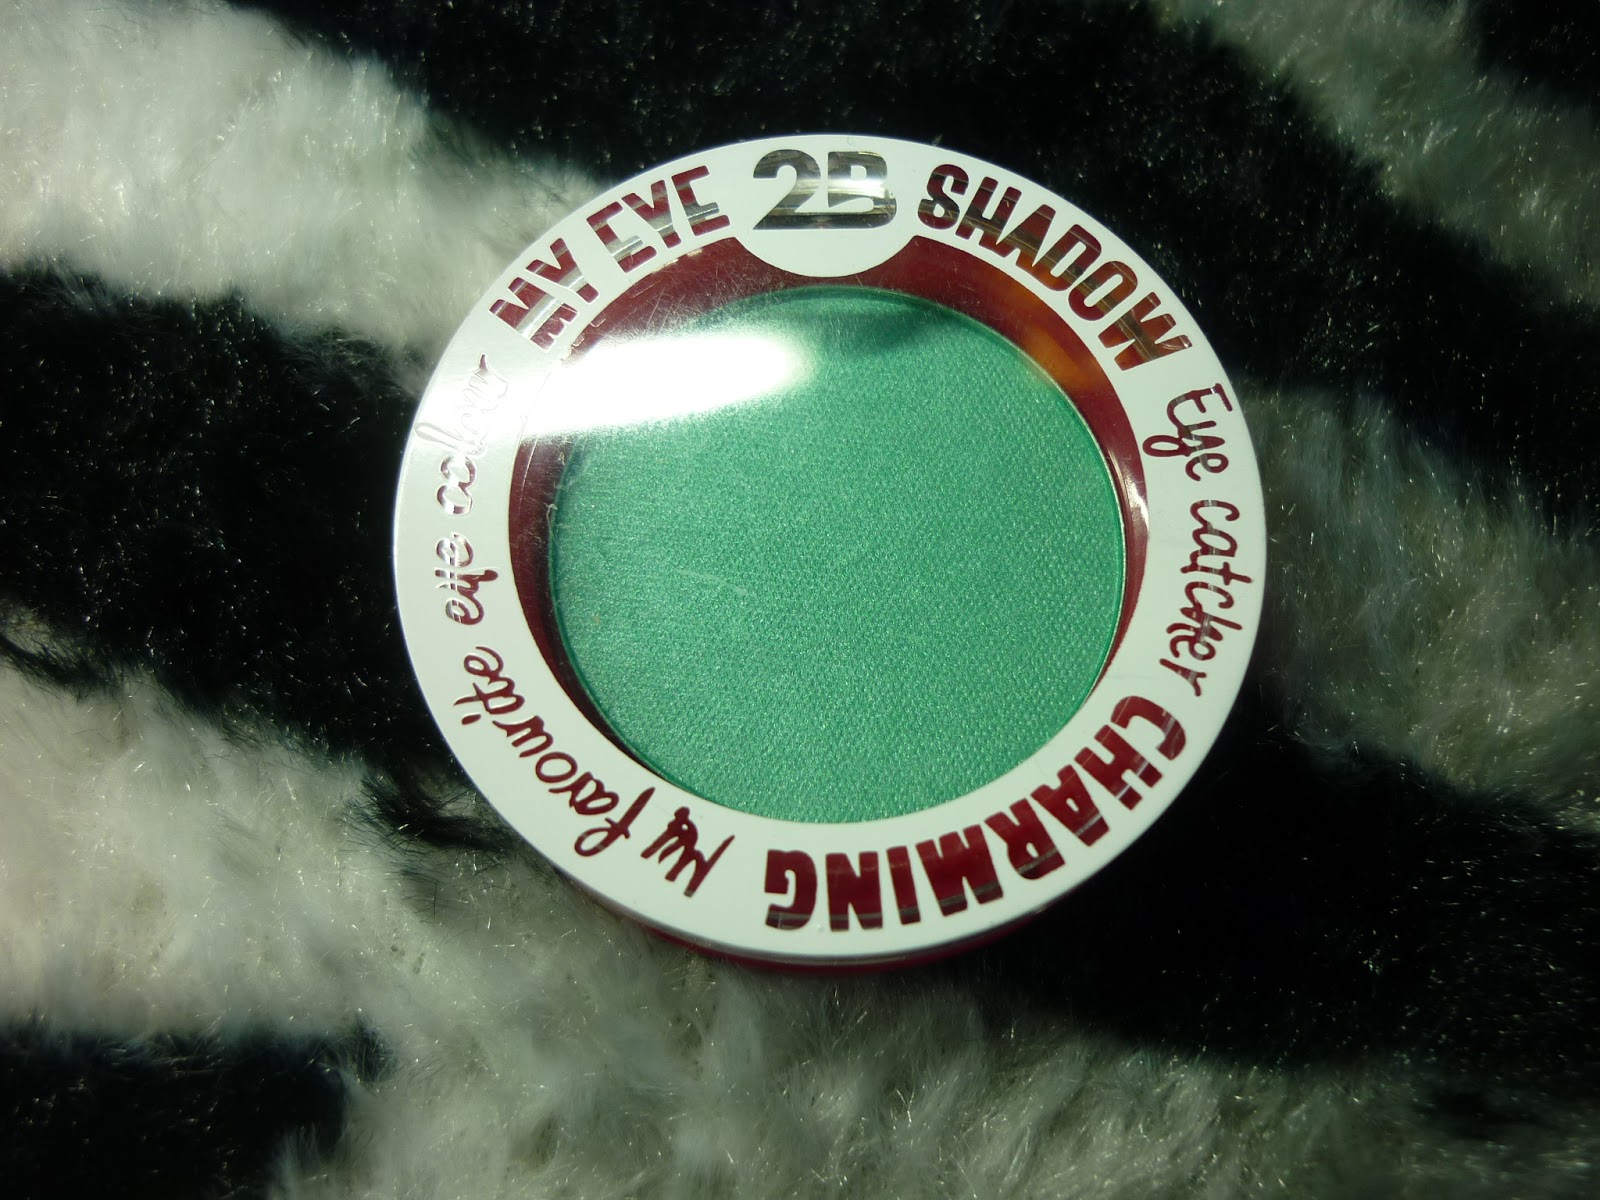 MY EYE 2B SHADOW
Eye catcher
CHARMING
My favourite eye colour